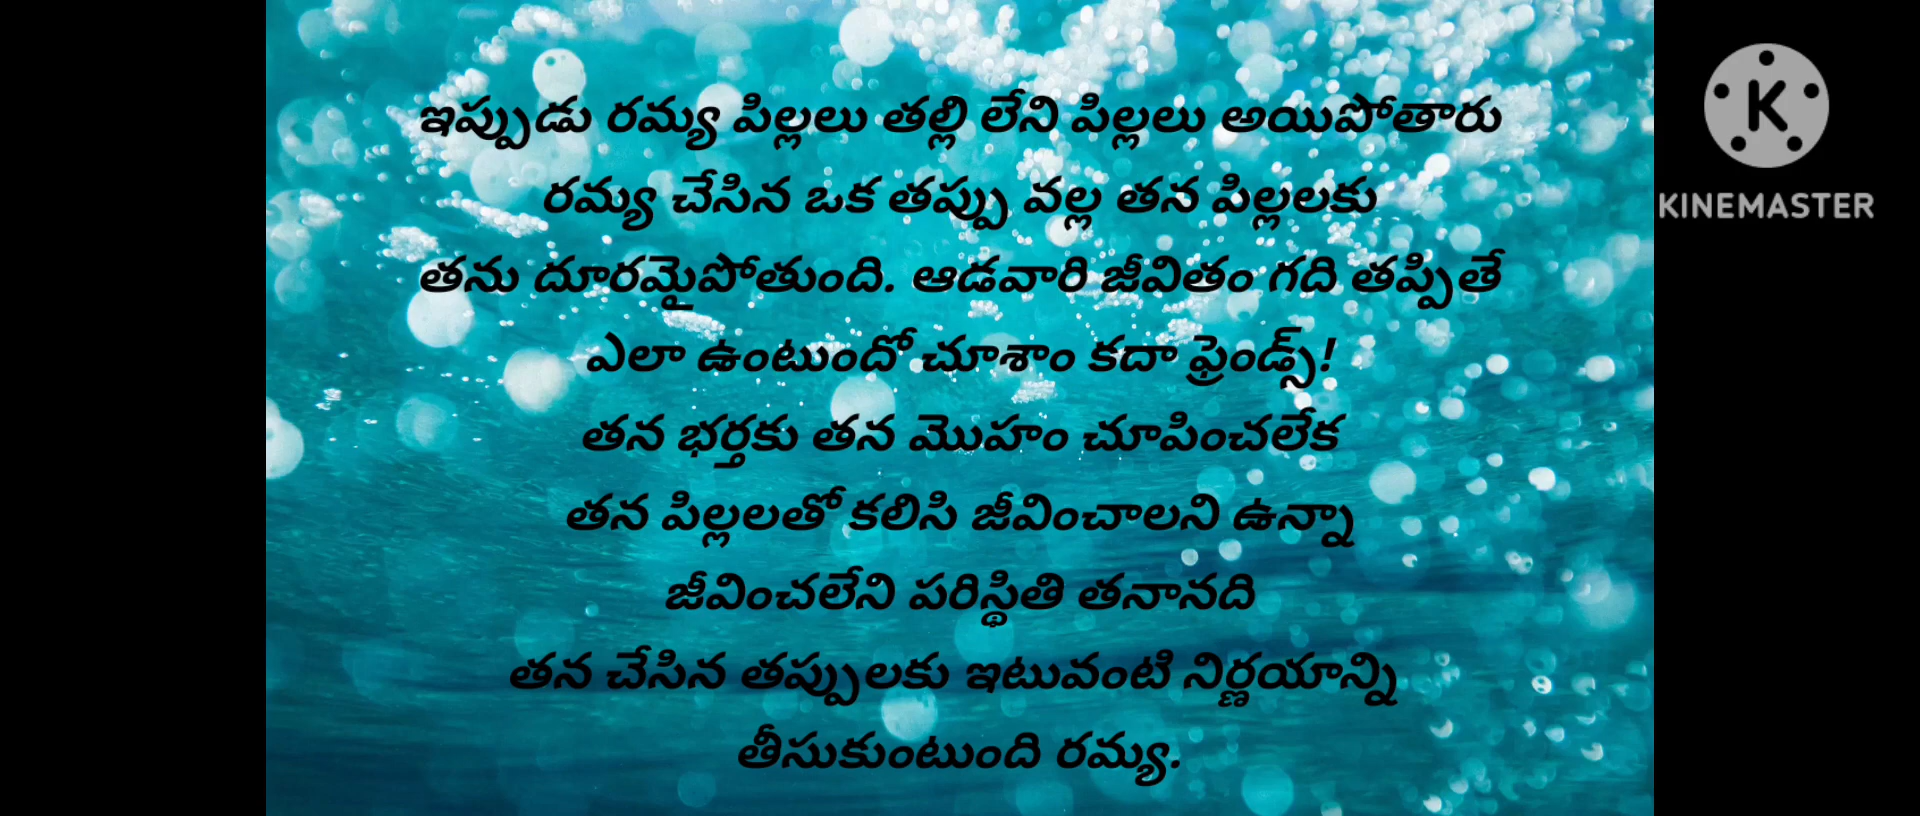 ఇప్పుడు రమ్య పిల్లలు తల్లి లేని పిల్లలు అయిపోతారు
రమ్య చేసిన ఒక తప్పు వల్ల తన పిల్లలకు
తను దూరమైపోతుంది. ఆడవారి జీవితం గది తప్పితే
ఎలా ఉంటుందో చూశాం కదా ఫ్రెండ్స్!
తన భర్తకు తన మొహం చూపించలేక
తన పిల్లలతో కలిసి జీవించాలని ఉన్నా
జీవించలేని పరిస్థితి తనానది
తన చేసిన తప్పులకు ఇటువంటి నిర్ణయాన్ని
తీసుకుంటుంది రమ్య.
K
KINEMASTER